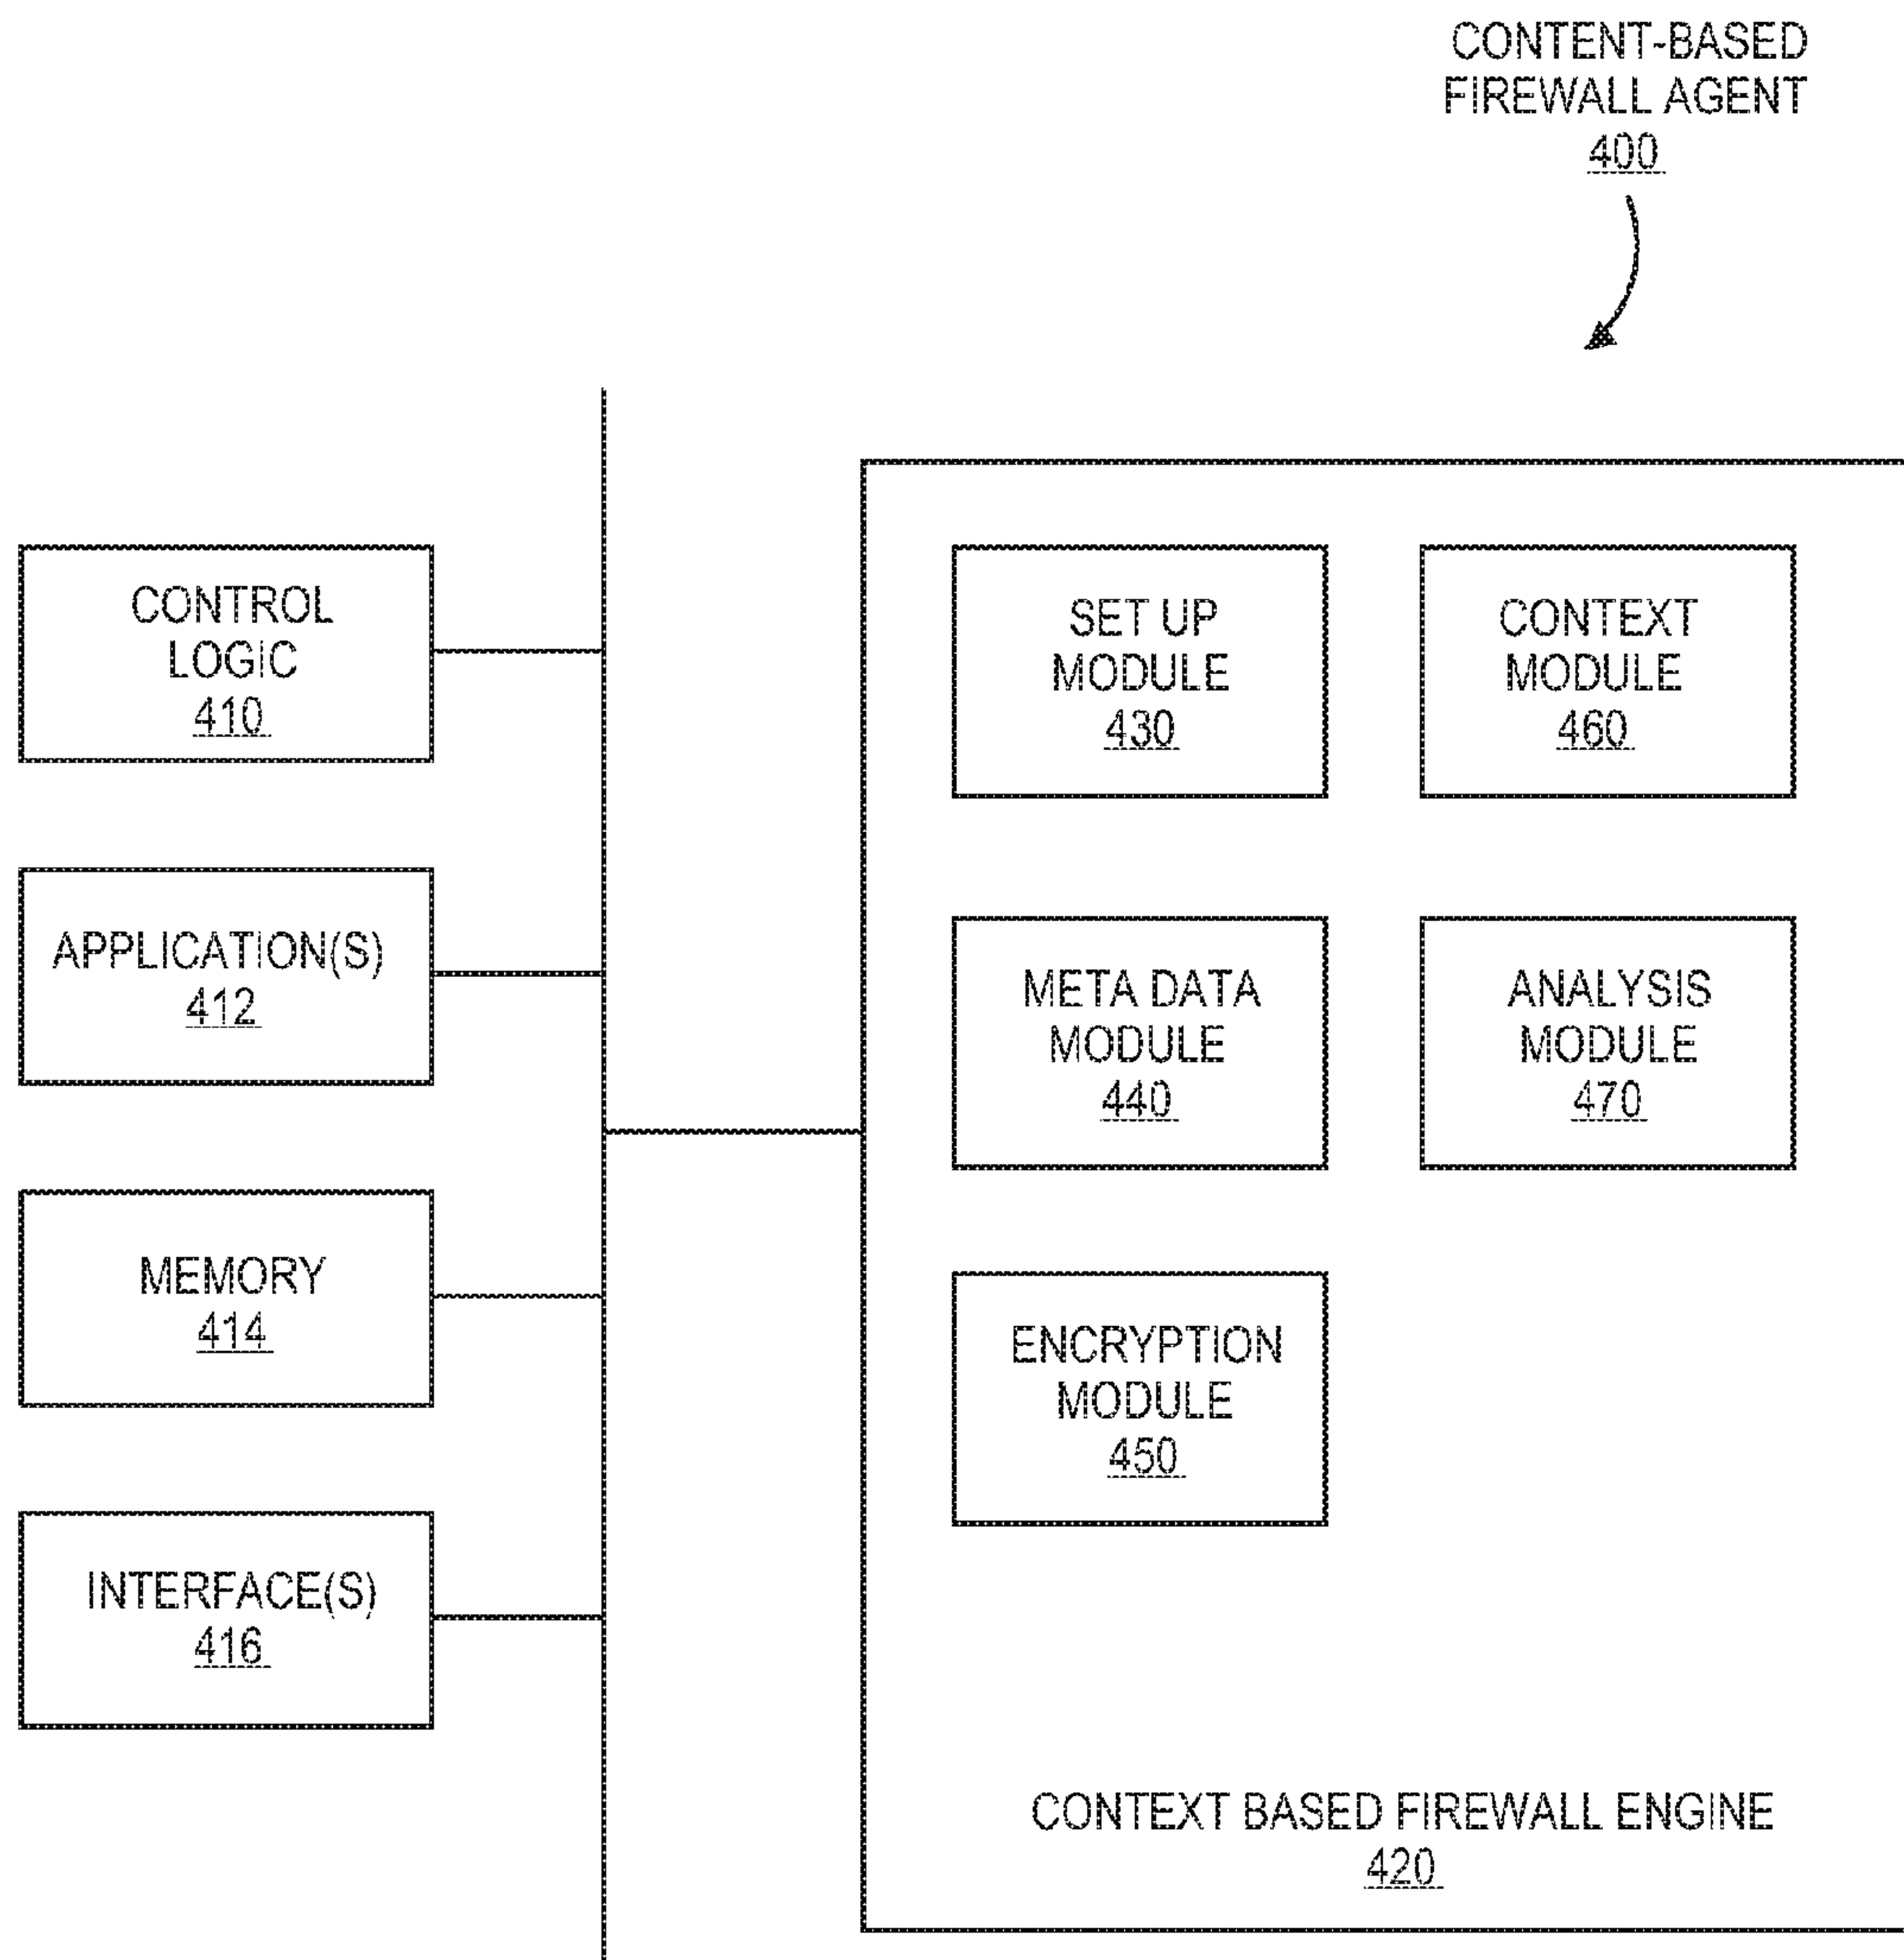 CONTENT-BASED
FIREWALL AGENT
400
CONTROL
LOGIC
410
APPLICATION(S)
412
MEMORY
414
INTERFACE(S)
416
SET UP
MODULE
430
CONTEXT
MODULE
460
META DATA
MODULE
440
ANALYSIS
MODULE
470
ENCRYPTION
MODULE
450
CONTEXT BASED FIREWALL ENGINE
420